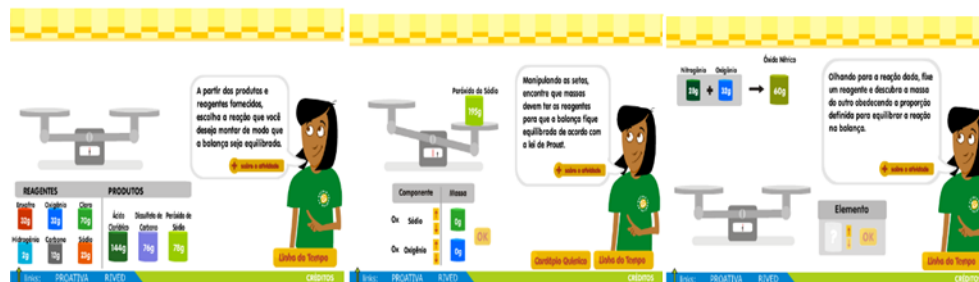 A partir dos produtos e
reagentes fornecidos,
escolha a reação que você
deseja montar de modo que
a balança seja equilibrada.
+ sobre a atividade
REAGENTES
PRODUTOS
Enxofre Oxigênio Cloro
32g 32g 70g
Hidrogênio Carbono Sódio
2g 12g 23g
Ácido Clorídrico
Dissulfeto de Carbono
Peróxido de Sódio
144g 76g 78g
Linha do Tempo
links: PROATIVA RIVED
CRÉDITOS
Peróxido de Sódio
195g
Manipulando as setas,
encontre que massas
devem ter os reagentes
para que a balança fique
equilibrada de acordo com
a lei de Proust.
+ sobre a atividade
Componente Massa
0x Sódio 0g
0x Oxigênio 0g
OK
Cardápio Químico
Linha do Tempo
links: PROATIVA RIVED
CRÉDITOS
Nitrogênio Oxigênio
Óxido Nítrico
28g + 32g 60g
Olhando para a reação dada, fixe
um reagente e descubra a massa
do outro obedecendo a proporção
definida para equilibrar a reação
na balança.
+ sobre a atividade
Elemento
?
OK
Linha do Tempo
links: PROATIVA RIVED
CRÉDITOS